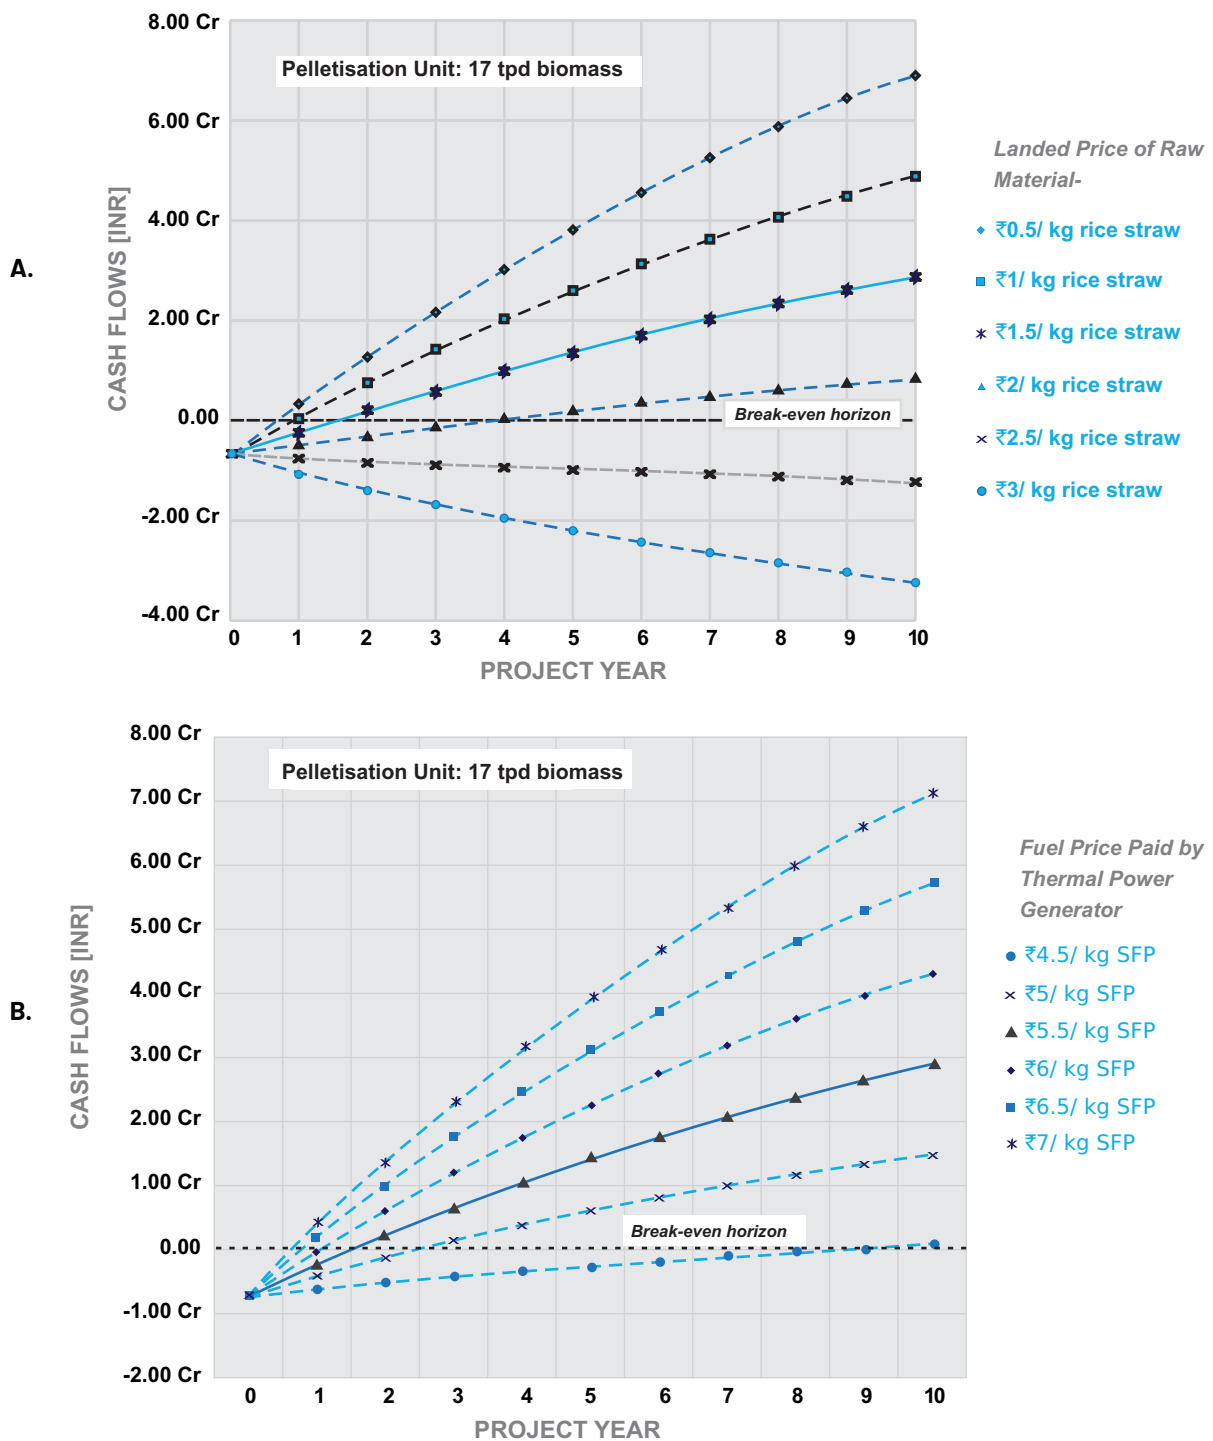 A.
CASH FLOWS [INR]
8.00 Cr
6.00 Cr
4.00 Cr
2.00 Cr
0.00
-2.00 Cr
-4.00 Cr
Pelletisation Unit: 17 tpd biomass
Break-even horizon
0 1 2 3 4 5 6 7 8 9 10
PROJECT YEAR
Landed Price of Raw
Material-
₹0.5/ kg rice straw
₹1/ kg rice straw
₹1.5/ kg rice straw
₹2/ kg rice straw
₹2.5/ kg rice straw
₹3/ kg rice straw
B.
CASH FLOWS [INR]
8.00 Cr
7.00 Cr
6.00 Cr
5.00 Cr
4.00 Cr
3.00 Cr
2.00 Cr
1.00 Cr
0.00
-1.00 Cr
-2.00 Cr
Pelletisation Unit: 17 tpd biomass
Break-even horizon
0 1 2 3 4 5 6 7 8 9 10
PROJECT YEAR
Fuel Price Paid by
Thermal Power
Generator
₹4.5/ kg SFP
₹5/ kg SFP
₹5.5/ kg SFP
₹6/ kg SFP
₹6.5/ kg SFP
₹7/ kg SFP